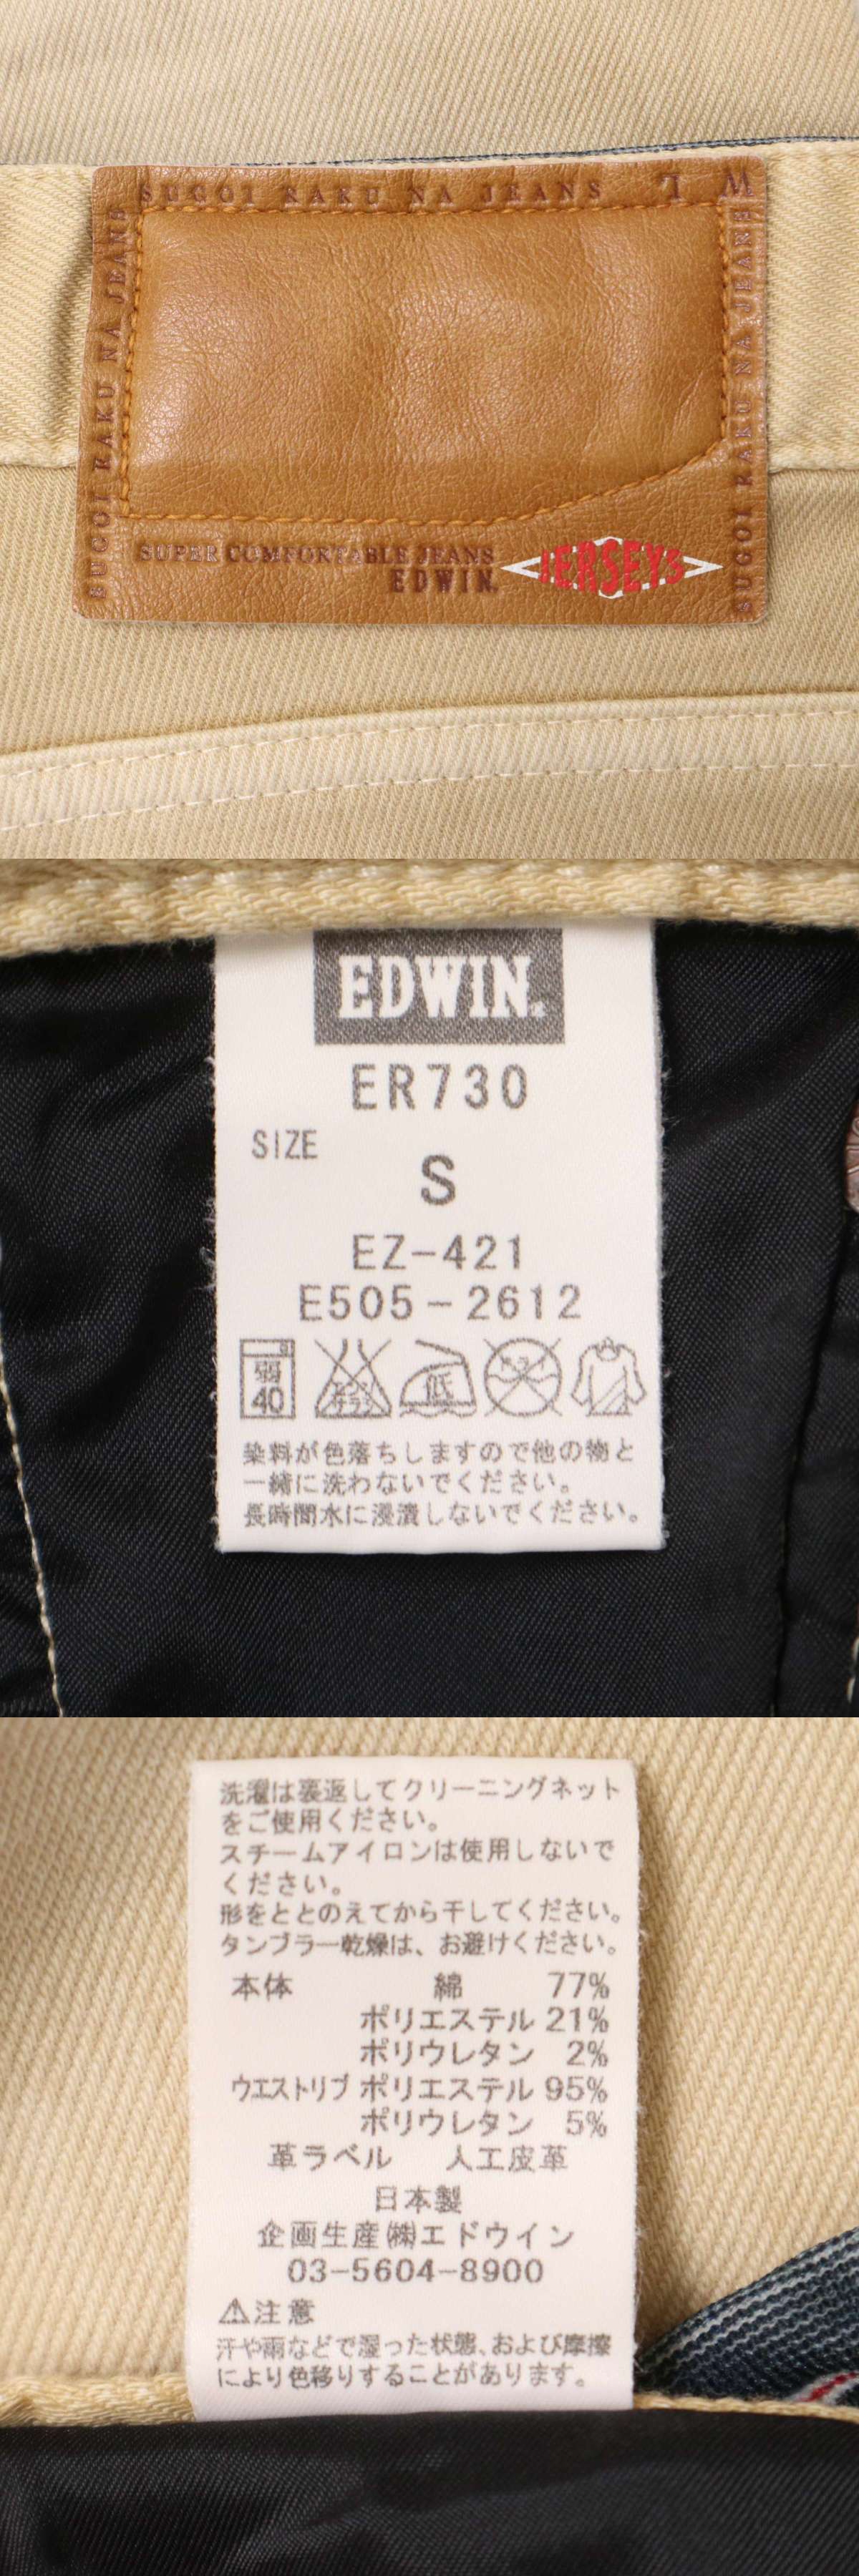 SUGOI RAKU NA JEANS L W
SUGOI RAKU NA JEANS
SUGOI RAKU NA JEANS
SUPER COMFORTABLE JEANS
EDWIN.
JERSEYS
EDWIN.
ER730
SIZE
S
EZ-421
E505-2612
弱
40
低
染料が色落ちしますので他の物と
一緒に洗わないでください。
長時間水に浸漬しないでください。
洗濯は裏返してクリーニングネット
をご使用ください。
スチームアイロンは使用しないで
ください。
形をととのえてから干してください。
タンブラー乾燥は、お避けください。
本体 綿 77%
ポリエステル 21%
ポリウレタン 2%
ウエストリブ ポリエステル 95%
ポリウレタン 5%
革ラベル 人工皮革
日本製
企画生産㈱エドウイン
03-5604-8900
⚠注意
汗や雨などで湿った状態、および摩擦
により色移りすることがあります。